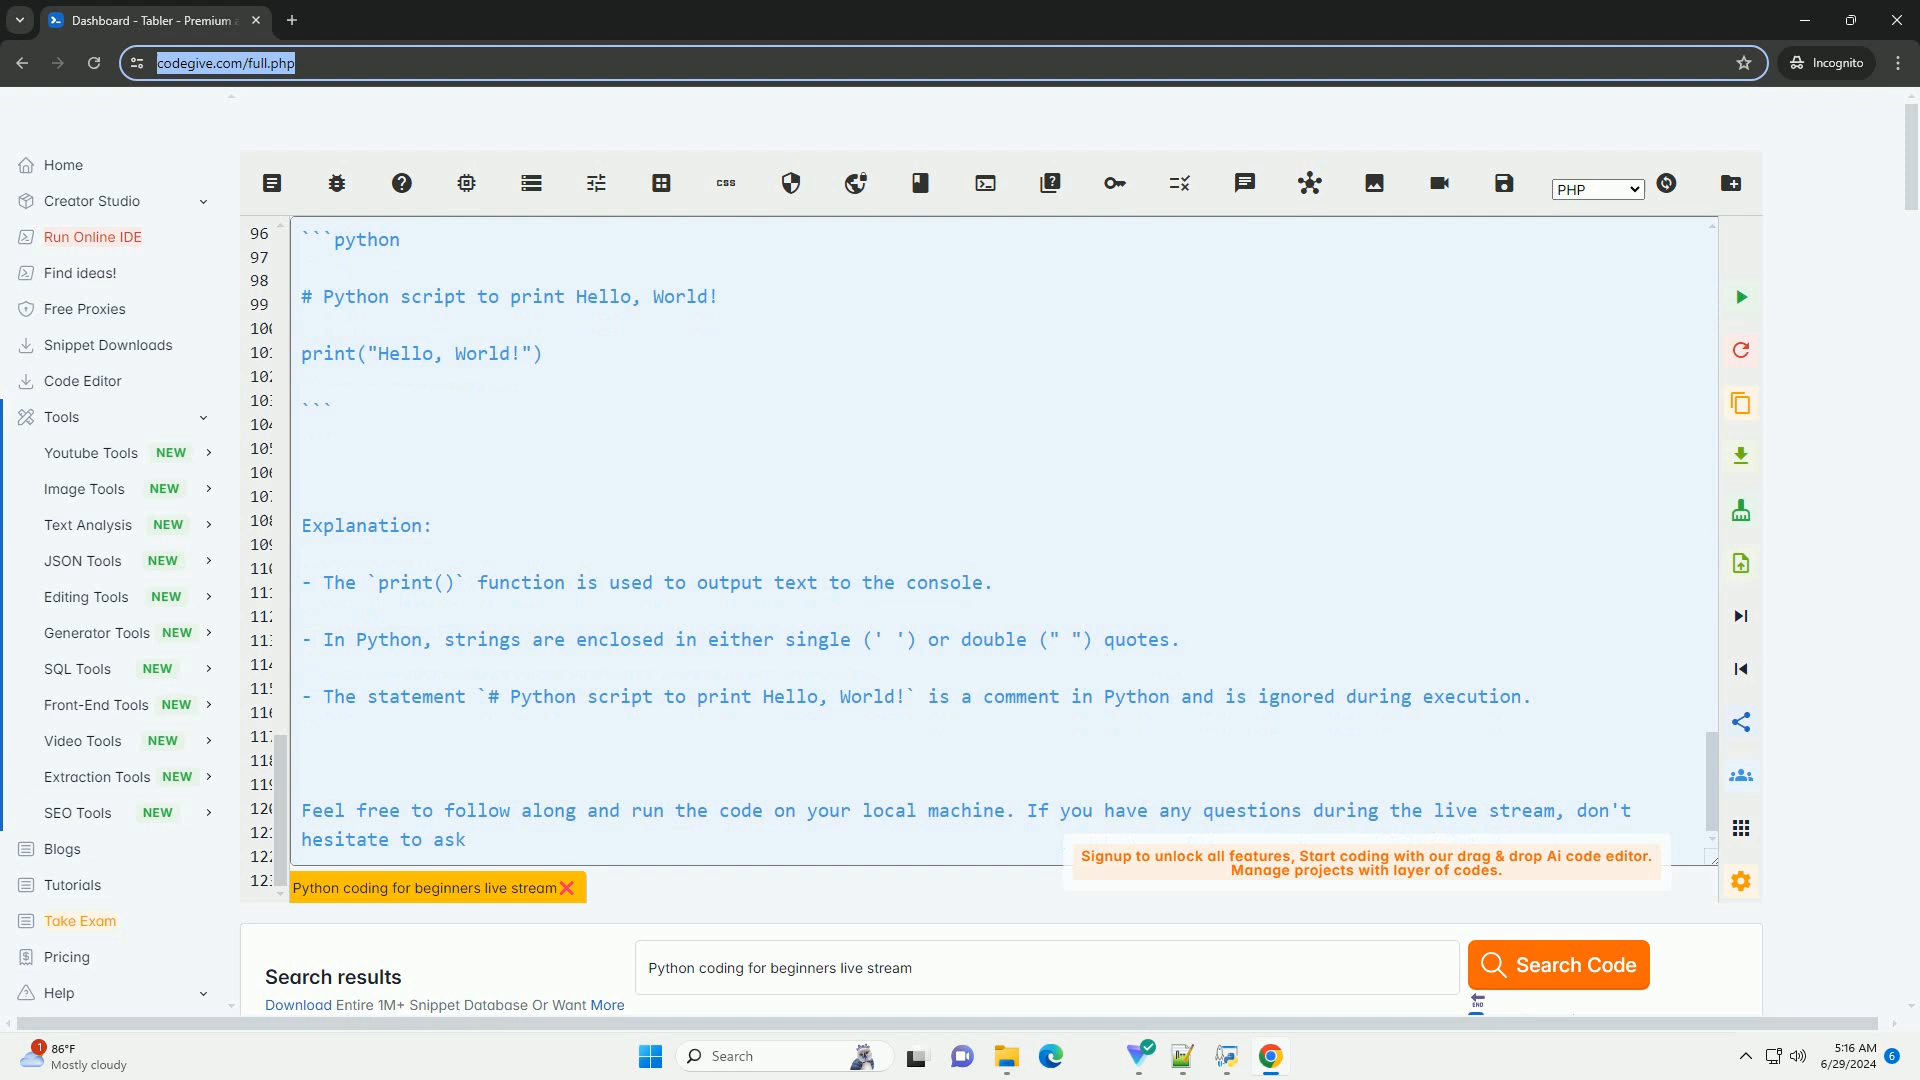 Dashboard - Tabler - Premium
codegive.com/full.php
Incognito
Home
Creator Studio
Run Online IDE
Find ideas!
Free Proxies
Snippet Downloads
Code Editor
Tools
Youtube Tools NEW
Image Tools NEW
Text Analysis NEW
JSON Tools NEW
Editing Tools NEW
Generator Tools NEW
SQL Tools NEW
Front-End Tools NEW
Video Tools NEW
Extraction Tools NEW
SEO Tools NEW
Blogs
Tutorials
Take Exam
Pricing
Help
css
PHP
96
97
98
99
```python
# Python script to print Hello, World!
print("Hello, World!")
```
Explanation:
- The `print()` function is used to output text to the console.
- In Python, strings are enclosed in either single (' ') or double (" ") quotes.
- The statement `# Python script to print Hello, World!` is a comment in Python and is ignored during execution.
Feel free to follow along and run the code on your local machine. If you have any questions during the live stream, don't
hesitate to ask
Signup to unlock all features, Start coding with our drag & drop Ai code editor.
Manage projects with layer of codes.
Python coding for beginners live stream
Search results
Download Entire 1M+ Snippet Database Or Want More
Python coding for beginners live stream
Search Code
END
1
86°F
Mostly cloudy
Search
5:16 AM
6/29/2024
6